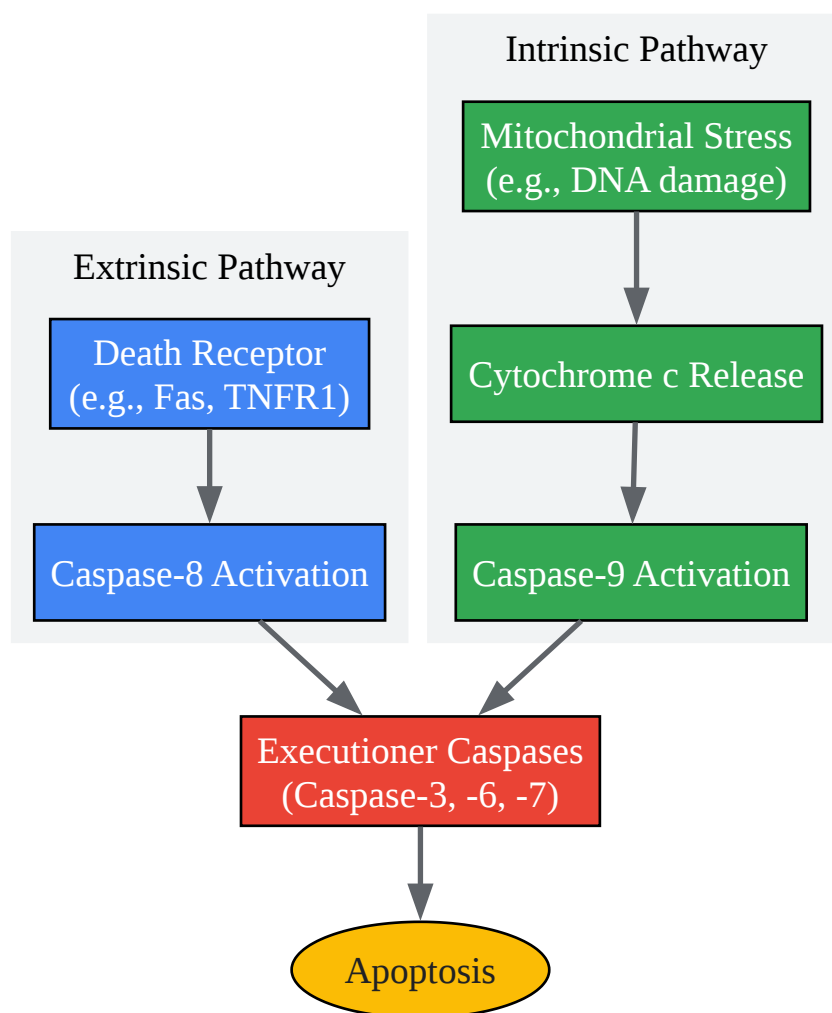 Intrinsic Pathway
Mitochondrial Stress
(e.g., DNA damage)
Extrinsic Pathway
Death Receptor
(e.g., Fas, TNFR1)
Cytochrome c Release
Caspase-8 Activation
Caspase-9 Activation
Executioner Caspases
(Caspase-3, -6, -7)
Apoptosis